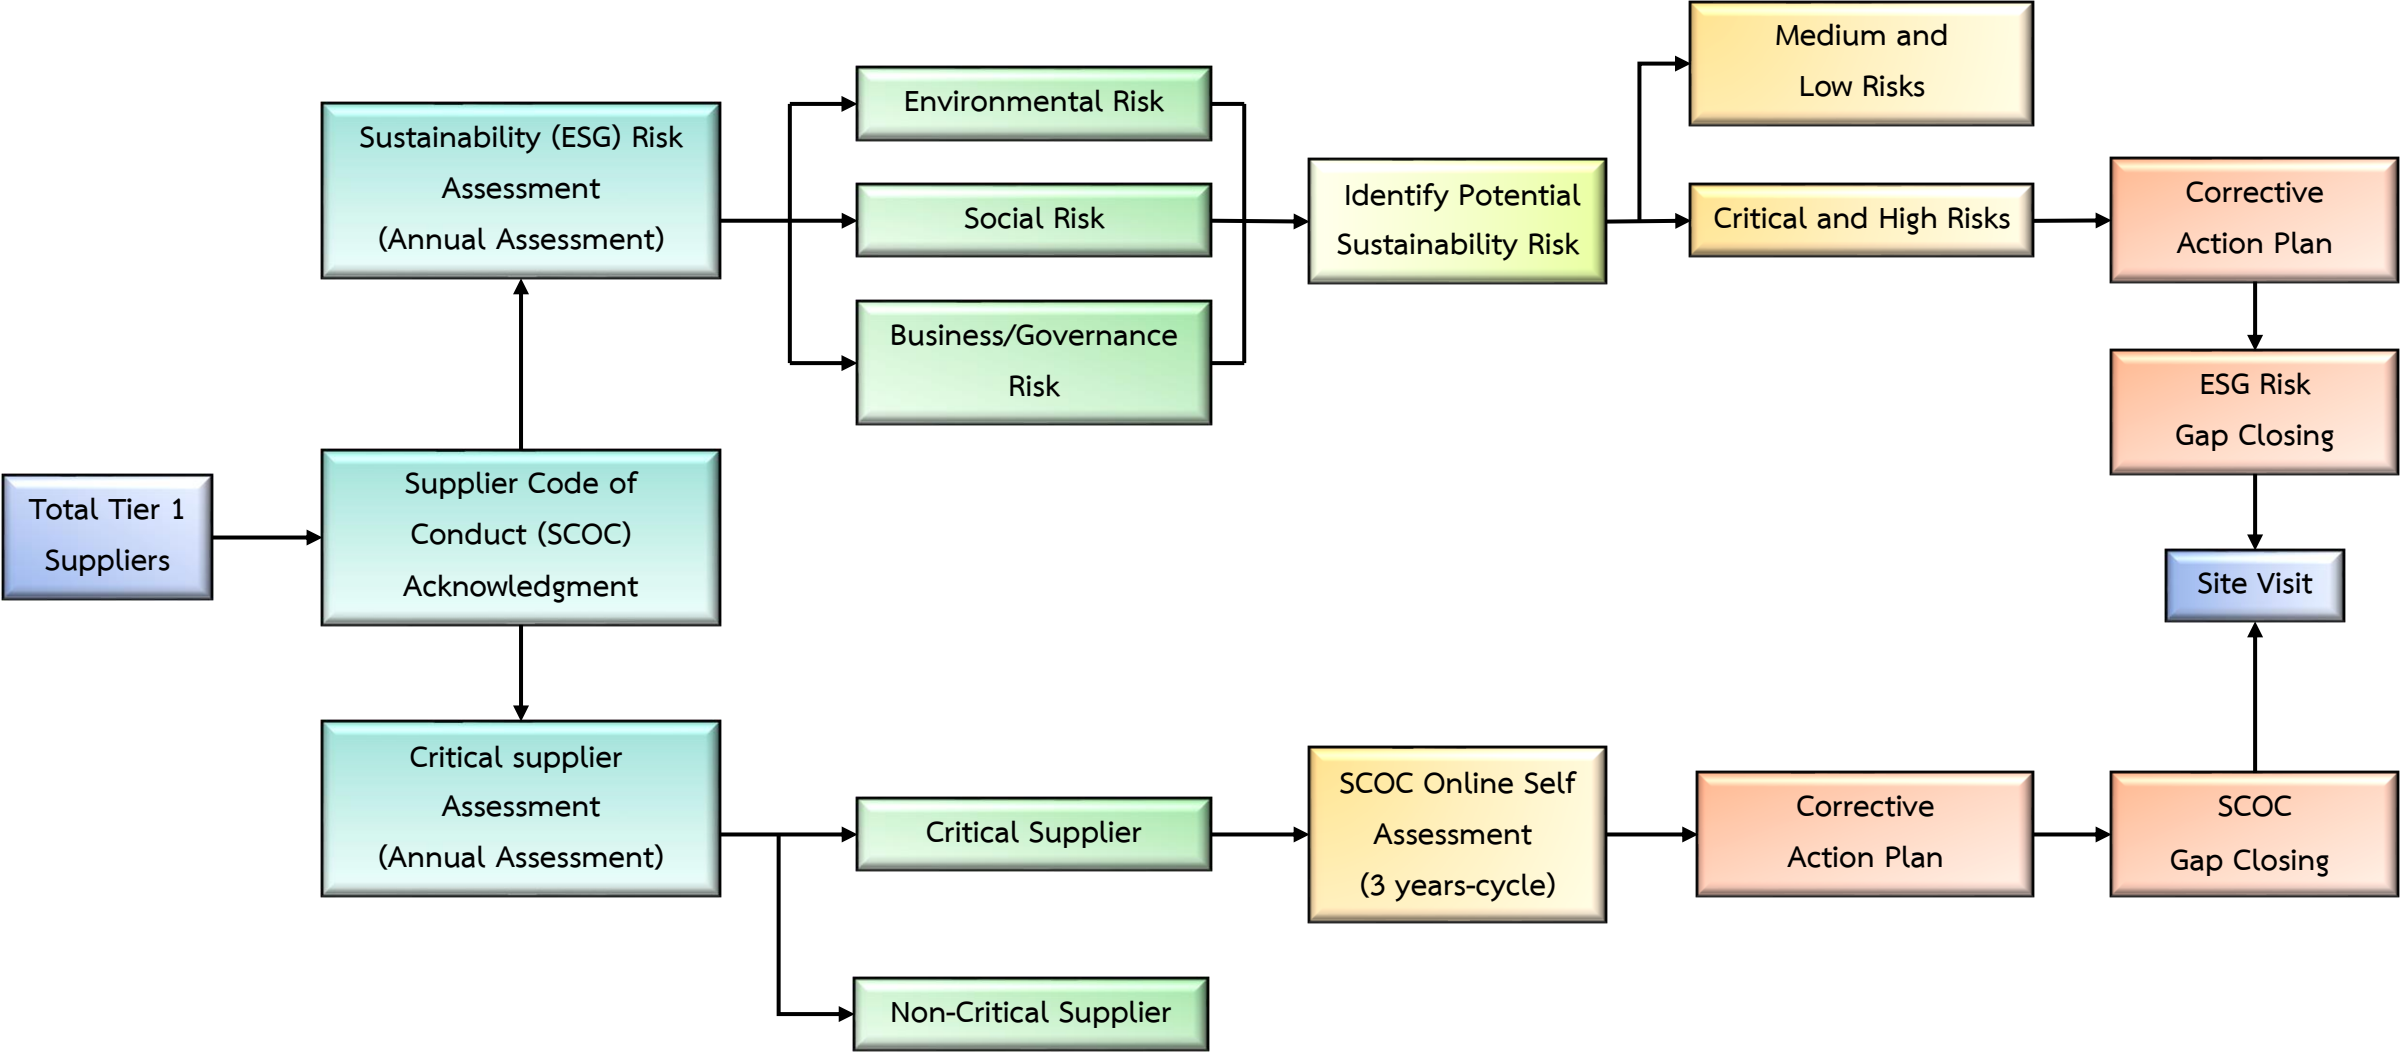 Medium and
Low Risks
Environmental Risk
Sustainability (ESG) Risk
Assessment
(Annual Assessment)
Social Risk
Business/Governance
Risk
Identify Potential
Sustainability Risk
Critical and High Risks
Corrective
Action Plan
ESG Risk
Gap Closing
Total Tier 1
Suppliers
Supplier Code of
Conduct (SCOC)
Acknowledgment
Site Visit
Critical supplier
Assessment
(Annual Assessment)
Critical Supplier
SCOC Online Self
Assessment
(3 years-cycle)
Corrective
Action Plan
SCOC
Gap Closing
Non-Critical Supplier